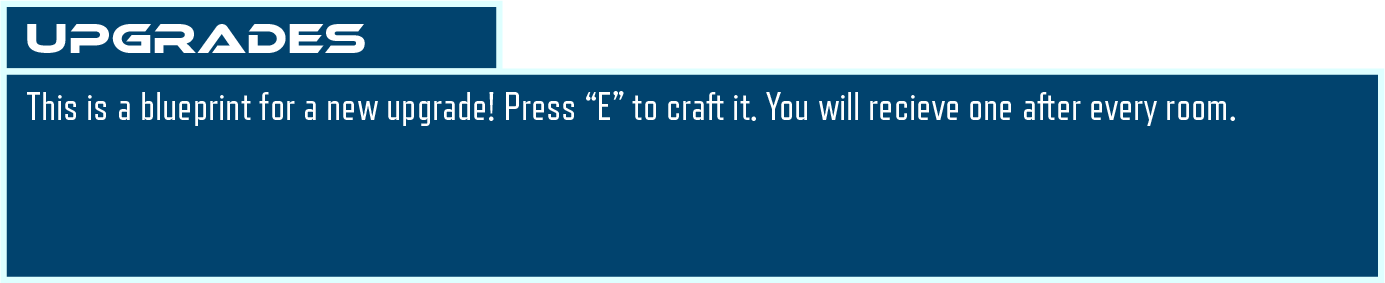 UPGRADES
This is a blueprint for a new upgrade! Press “E” to craft it. You will recieve one after every room.